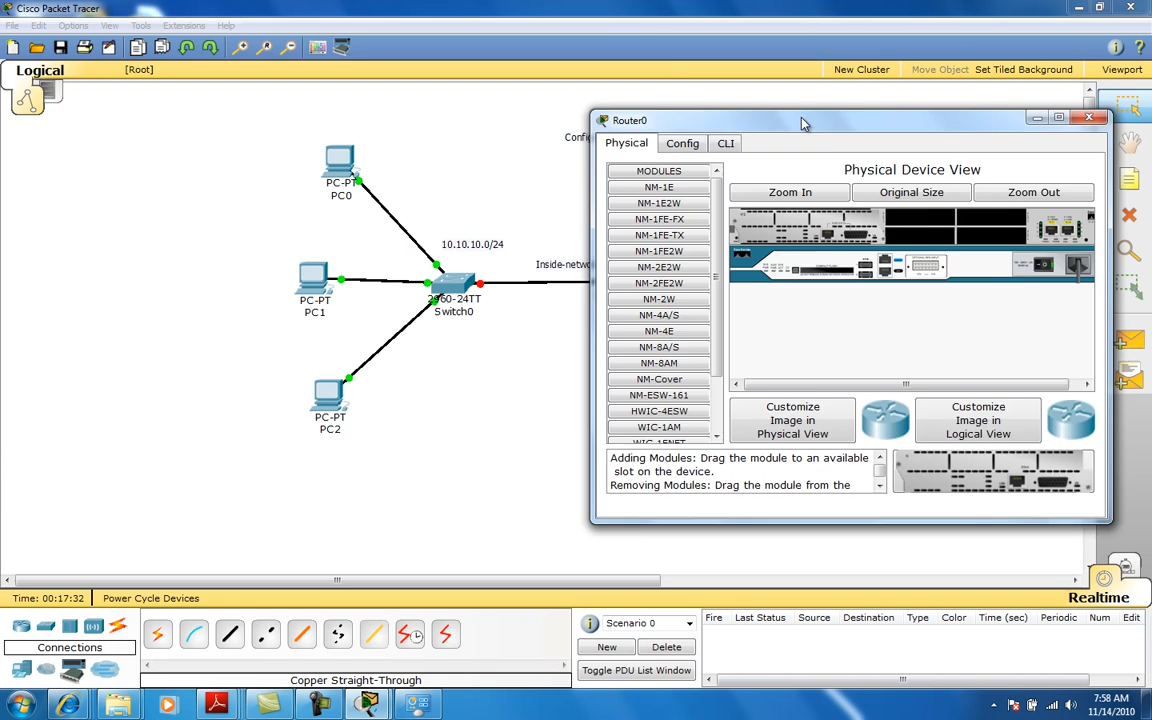 Cisco Packet Tracer
File Edit Options View Tools Extensions Help
Logical
[Root]
New Cluster
Move Object
Set Tiled Background
Viewport
Config
PC-PT
PC0
10.10.10.0/24
Inside-netwo
PC-PT
PC1
2960-24TT
Switch0
PC-PT
PC2
Router0
Physical
Config
CLI
MODULES
NM-1E
NM-1E2W
NM-1FE-FX
NM-1FE-TX
NM-1FE2W
NM-2E2W
NM-2FE2W
NM-2W
NM-4A/S
NM-4E
NM-8A/S
NM-8AM
NM-Cover
NM-ESW-161
HWIC-4ESW
WIC-1AM
WIC-1ENET
Physical Device View
Zoom In
Original Size
Zoom Out
Customize
Image in
Physical View
Customize
Image in
Logical View
Adding Modules: Drag the module to an available
slot on the device.
Removing Modules: Drag the module from the
Time: 00:17:32
Power Cycle Devices
Realtime
Connections
Copper Straight-Through
Scenario 0
New
Delete
Toggle PDU List Window
Fire Last Status Source Destination Type Color Time (sec) Periodic Num Edit
7:58 AM
11/14/2010